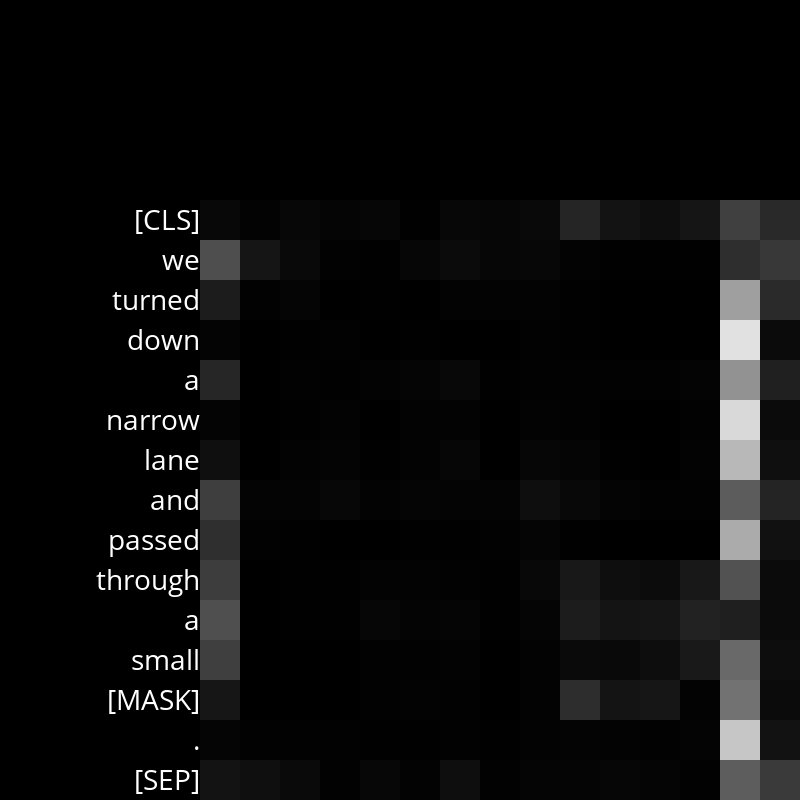 [CLS]
we
turned
down
a
narrow
lane
and
passed
through
a
small
[MASK]
.
[SEP]